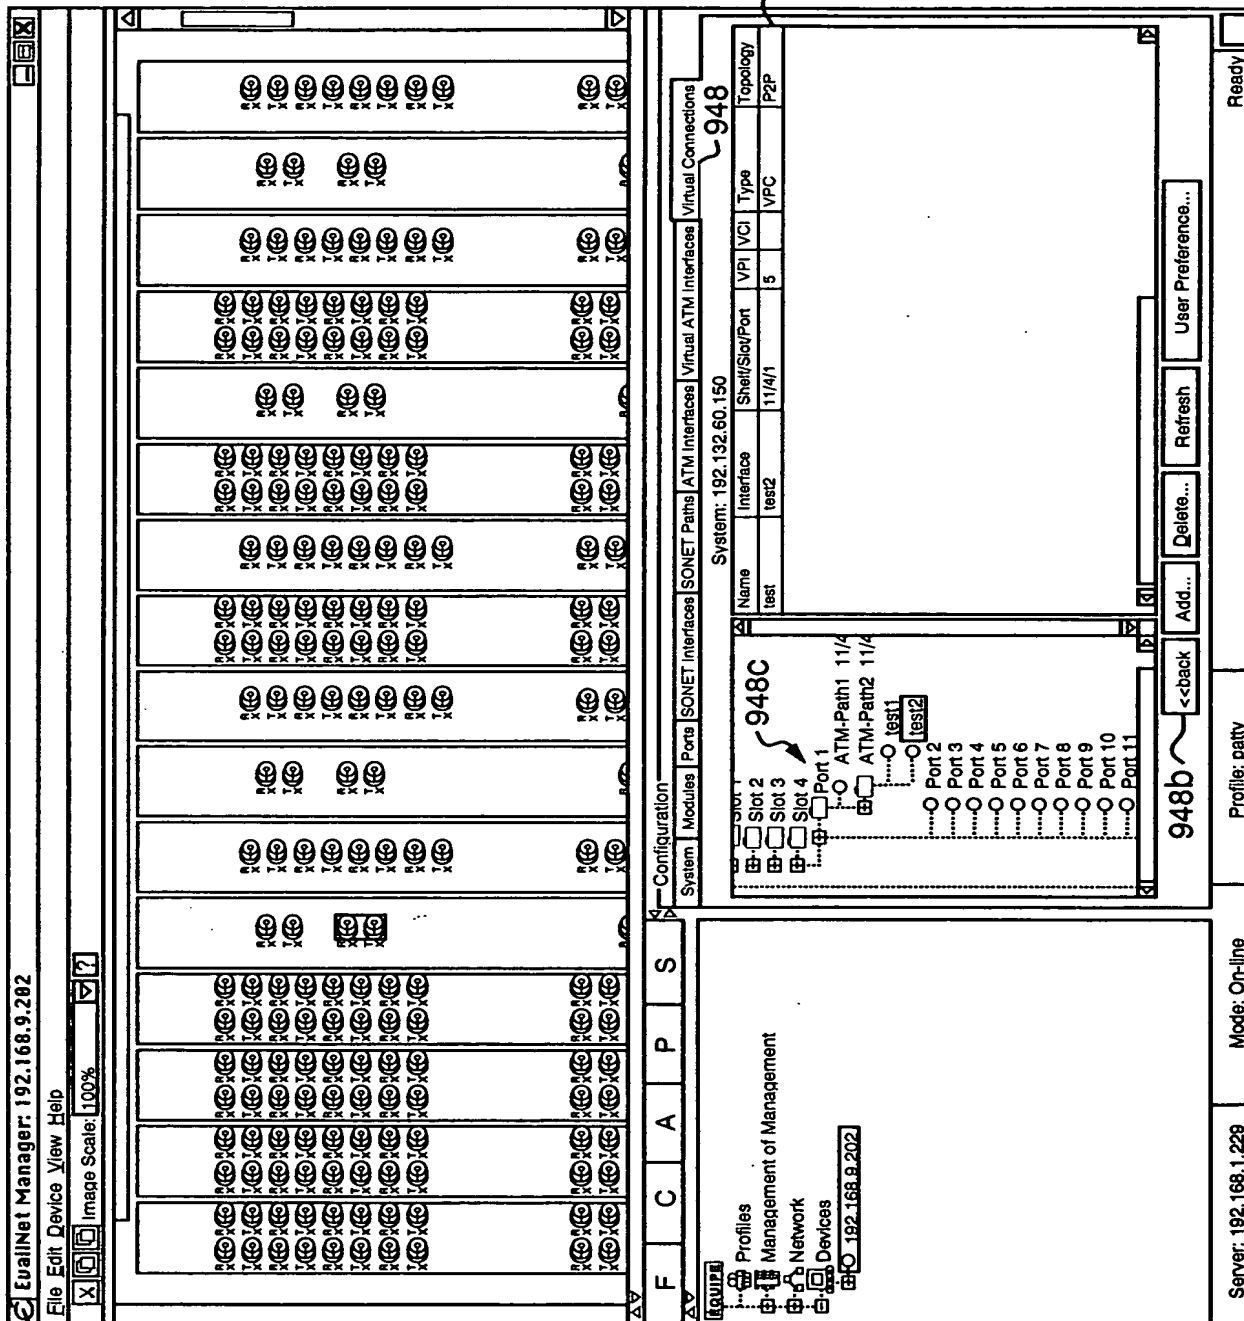 EuaiiNet Manager: 192.168.9.202
File Edit Device View Help
Image Scale: 100% ?
F C A P S
EQUIPE
Profiles
Management of Management
Network
Devices
192.168.9.202
Configuration
System Modules Ports SONET Interfaces SONET Paths ATM Interfaces Virtual ATM Interfaces Virtual Connections
948
System: 192.132.60.150
Slot 2
Slot 3
Slot 4
Port 1
ATM-Path1 11/4
ATM-Path2 11/4
test1
test2
Port 2
Port 3
Port 4
Port 5
Port 6
Port 7
Port 8
Port 9
Port 10
Port 11
948C
Name Interface Shelf/Slot/Port VPI VCI Type Topology
test test2 11/4/1 5 VPC P2P
948b
<<back Add... Delete... Refresh User Preference...
Server: 192.168.1.229 Mode: On-line Profile: patty Ready